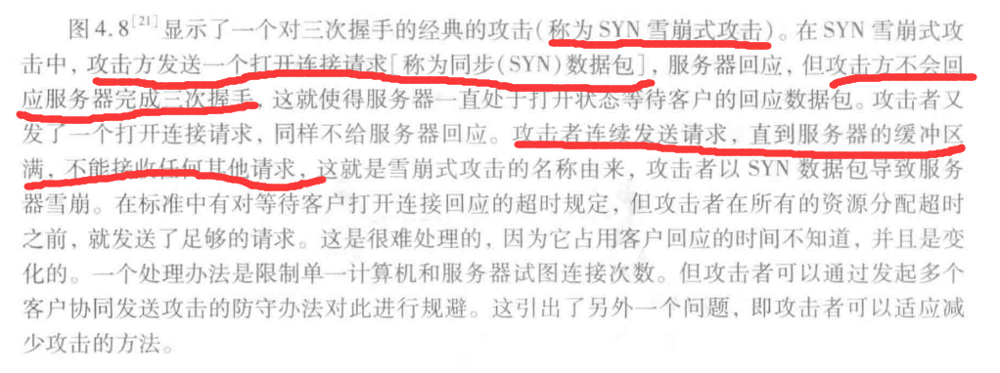 图4.8[21]显示了一个对三次握手的经典的攻击(称为SYN雪崩式攻击)。在SYN雪崩式攻
击中,攻击方发送一个打开连接请求[称为同步(SYN)数据包],服务器回应,但攻击方不会回
应服务器完成三次握手,这就使得服务器一直处于打开状态等待客户的回应数据包。攻击者又
发了一个打开连接请求,同样不给服务器回应。攻击者连续发送请求,直到服务器的缓冲区
满,不能接收任何其他请求,这就是雪崩式攻击的名称由来,攻击者以SYN数据包导致服务
器雪崩。在标准中有对等待客户打开连接回应的超时规定,但攻击者在所有的资源分配超时
之前,就发送了足够的请求。这是很难处理的,因为它占用客户回应的时间不知道,并且是变
化的。一个处理办法是限制单一计算机和服务器试图连接次数。但攻击者可以通过发起多个
客户协同发送攻击的防守办法对此进行规避。这引出了另外一个问题,即攻击者可以适应减
少攻击的方法。